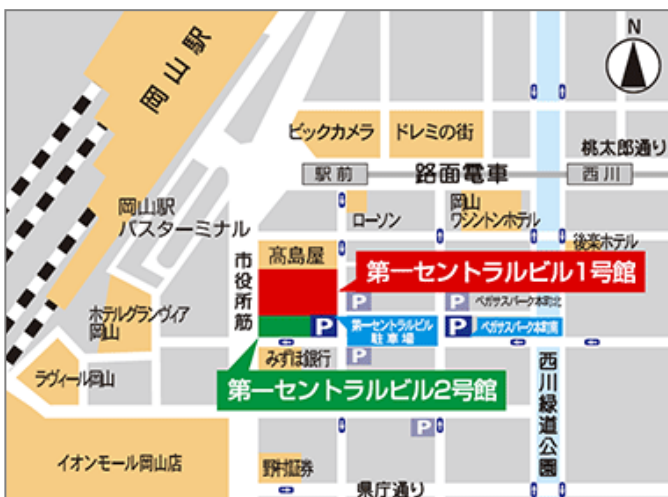 岡山駅
N
ビックカメラ
ドレミの街
桃太郎通り
駅前
路面電車
西川
岡山駅
バスターミナル
ローソン
岡山
ワシントンホテル
後楽ホテル
市役所筋
髙島屋
第一セントラルビル1号館
P
P
ペガサスパーク本町北
ホテルグランヴィア
岡山
P
第一セントラルビル
駐車場
P
ペガサスパーク本町南
みずほ銀行
P
ラヴィール岡山
第一セントラルビル2号館
西川緑道公園
P
イオンモール岡山店
野村証券
県庁通り